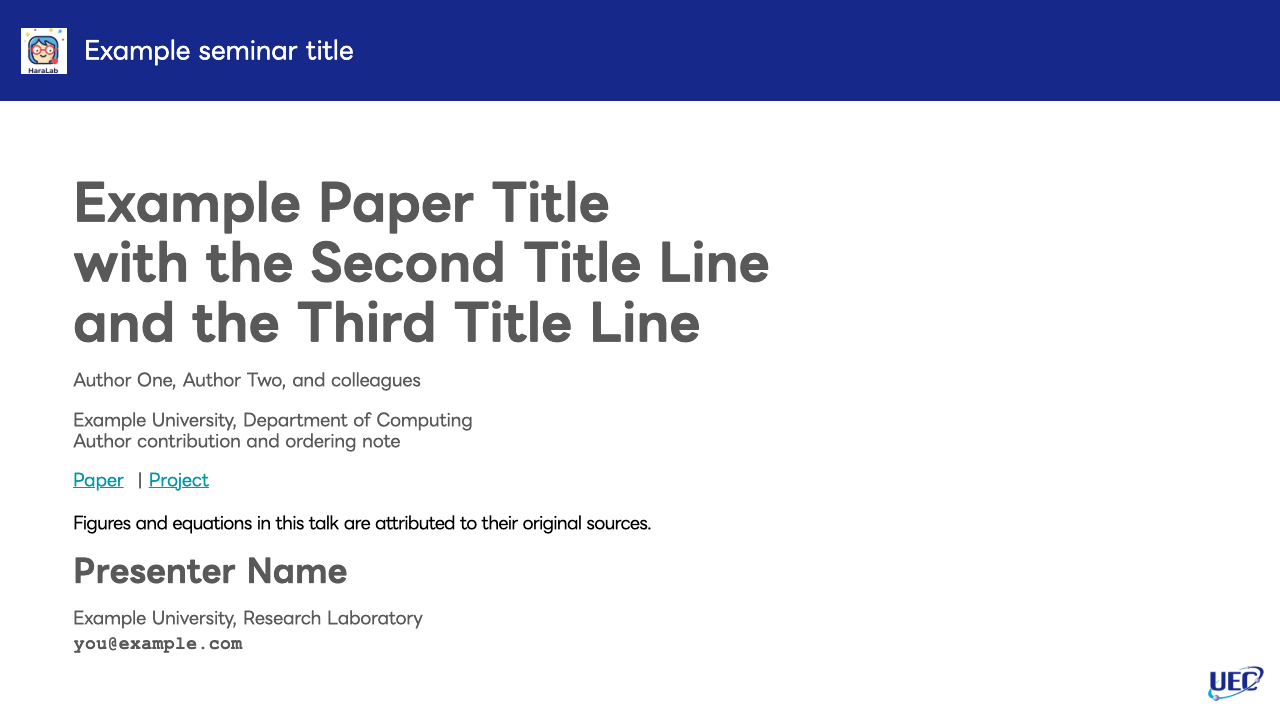 HaraLab
Example seminar title
Example Paper Title
with the Second Title Line
and the Third Title Line
Author One, Author Two, and colleagues
Example University, Department of Computing
Author contribution and ordering note
Paper | Project
Figures and equations in this talk are attributed to their original sources.
Presenter Name
Example University, Research Laboratory
you@example.com
UEC